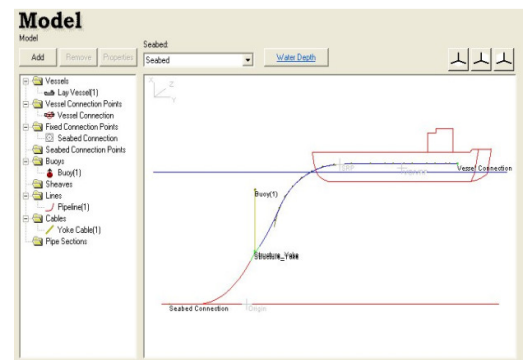 Model
Model
Add Remove Properties
Seabed:
Seabed
Water Depth
Vessels
Lay Vessel(1)
Vessel Connection Points
Vessel Connection
Fixed Connection Points
Seabed Connection
Seabed Connection Points
Buoys
Buoy(1)
Sheaves
Lines
Pipeline(1)
Cables
Yoke Cable(1)
Pipe Sections
X
Z
Y
Vessel Connection
Buoy(1)
Structure_Yoke
Seabed Connection
Origin